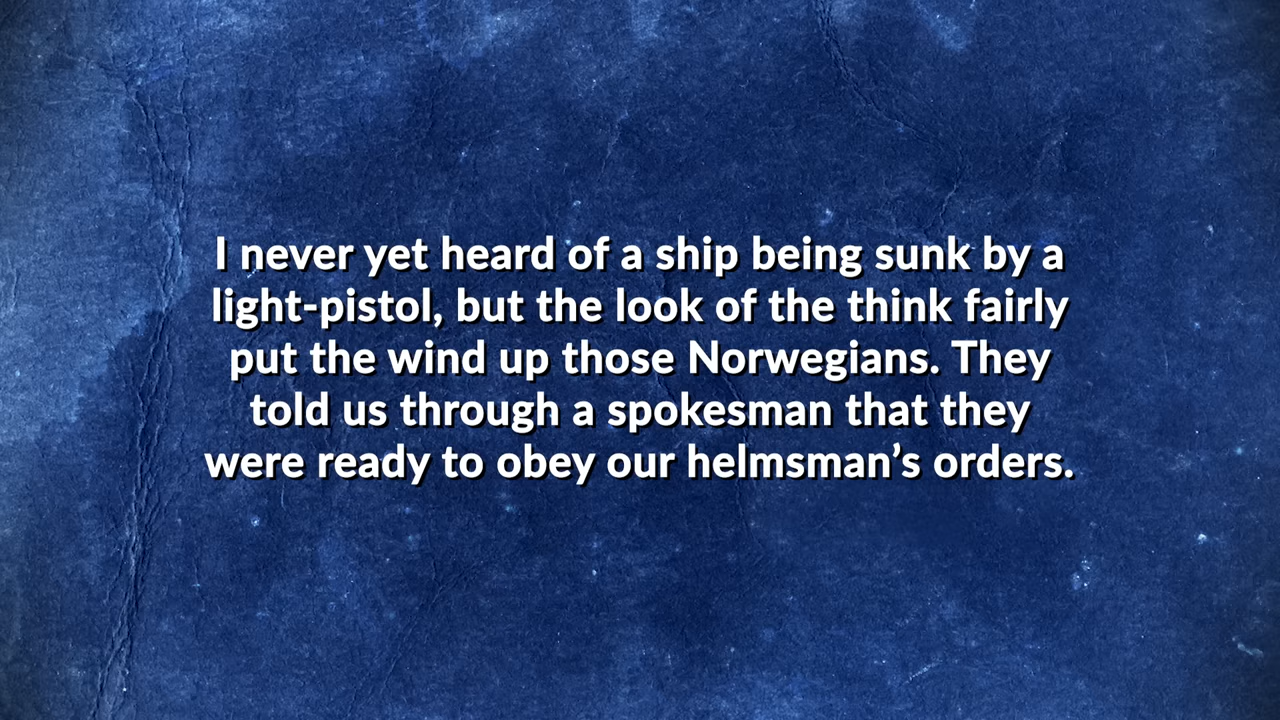 I never yet heard of a ship being sunk by a
light-pistol, but the look of the think fairly
put the wind up those Norwegians. They
told us through a spokesman that they
were ready to obey our helmsman’s orders.